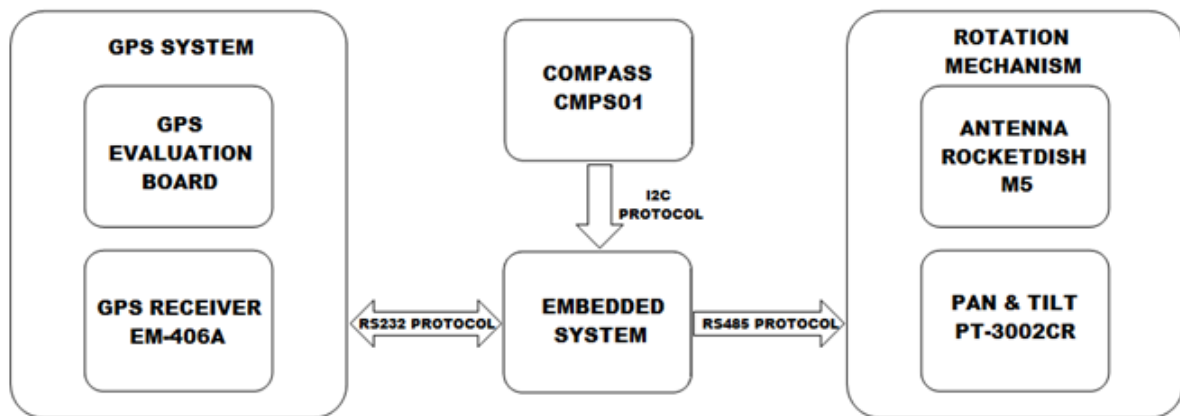 GPS SYSTEM
GPS
EVALUATION
BOARD
GPS RECEIVER
EM-406A
RS232 PROTOCOL
COMPASS
CMPS01
I2C
PROTOCOL
EMBEDDED
SYSTEM
RS485 PROTOCOL
ROTATION
MECHANISM
ANTENNA
ROCKETDISH
M5
PAN & TILT
PT-3002CR